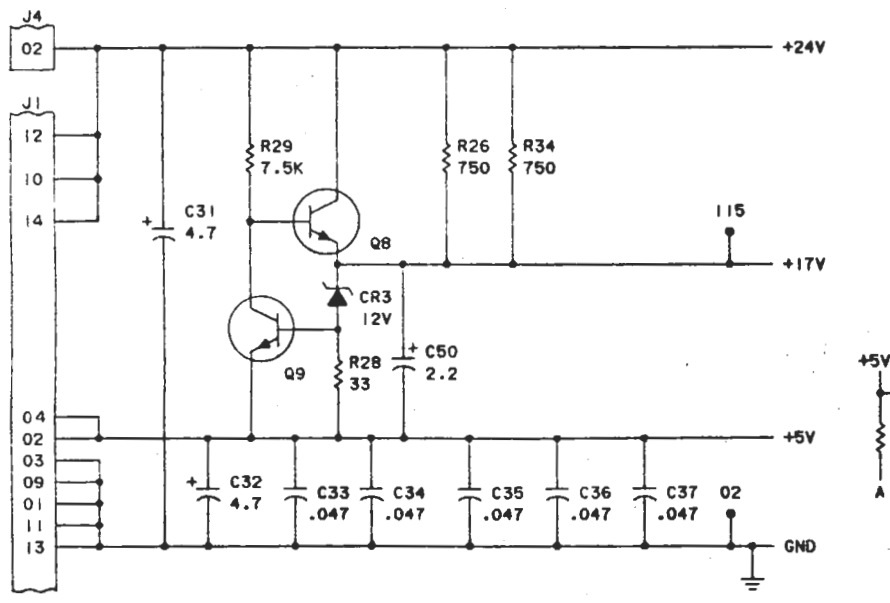 J4
02
+24V
J1
12
10
14
R29
7.5K
R26
750
R34
750
C31
+
4.7
Q8
115
+17V
CR3
12V
+
C50
2.2
Q9
R28
33
+5V
A
04
02
+5V
03
09
01
11
13
+
C32
4.7
C33
.047
C34
.047
C35
.047
C36
.047
C37
.047
02
GND